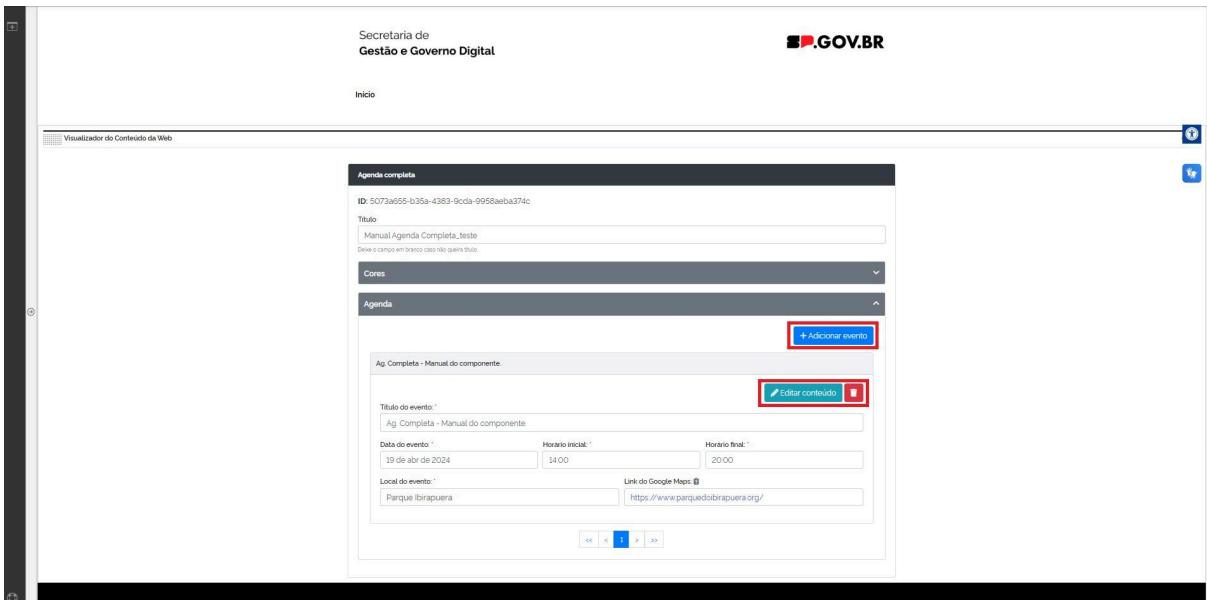 Secretaria de
Gestão e Governo Digital
SP.GOV.BR
Início
Visualizador do Conteúdo da Web
Agenda completa
ID: 5073a655-b35a-4383-9cda-9958aeba374c
Título
Manual Agenda Completa_teste
Deixe o campo em branco caso não queira título.
Cores
Agenda
+ Adicionar evento
Ag. Completa - Manual do componente.
Editar conteúdo
Título do evento: *
Ag. Completa - Manual do componente.
Data do evento: * Horário inicial: * Horário final: *
19 de abr de 2024 14:00 20:00
Local do evento: * Link do Google Maps:
Parque Ibirapuera https://www.parquedoibirapuera.org/
<< < 1 > >>